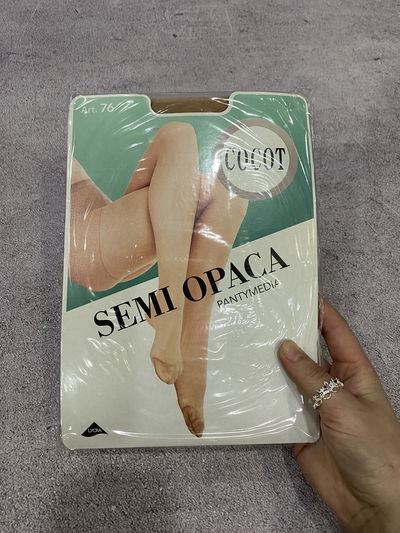 Art. 76
COCOT
SEMI OPACA
PANTYMEDIA
LYCRA